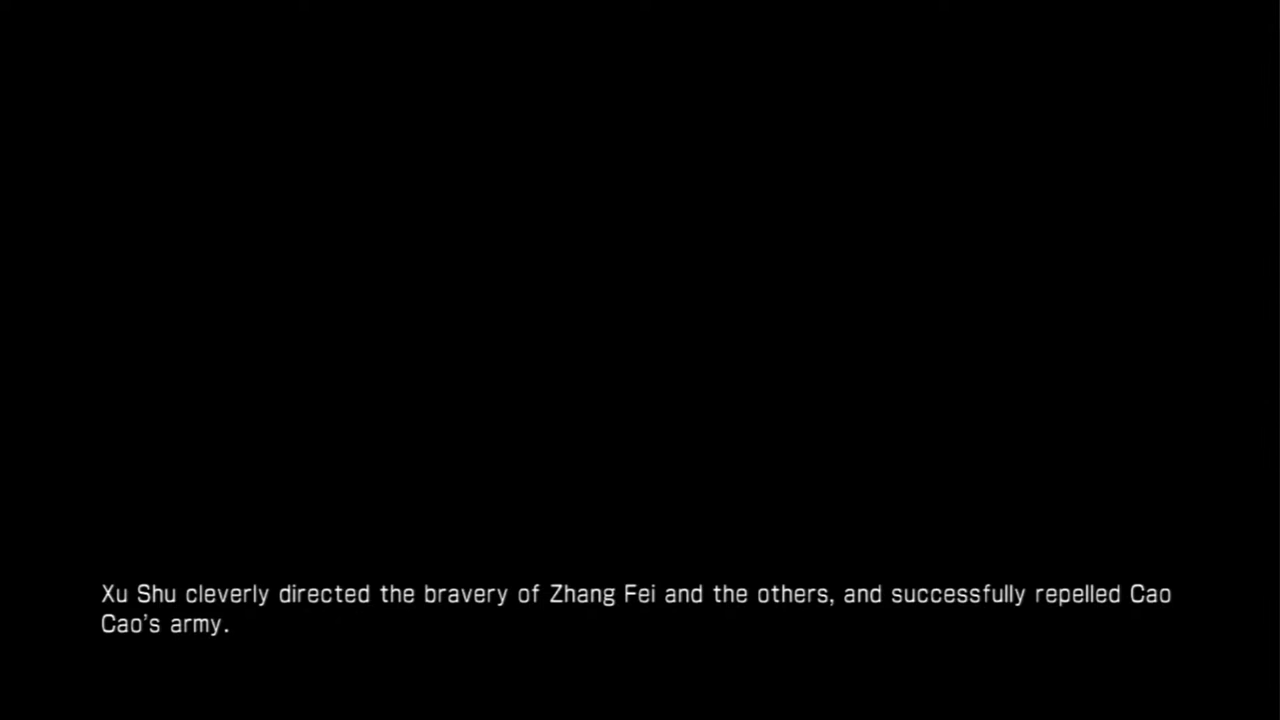 Xu Shu cleverly directed the bravery of Zhang Fei and the others, and successfully repelled Cao
Cao's army.